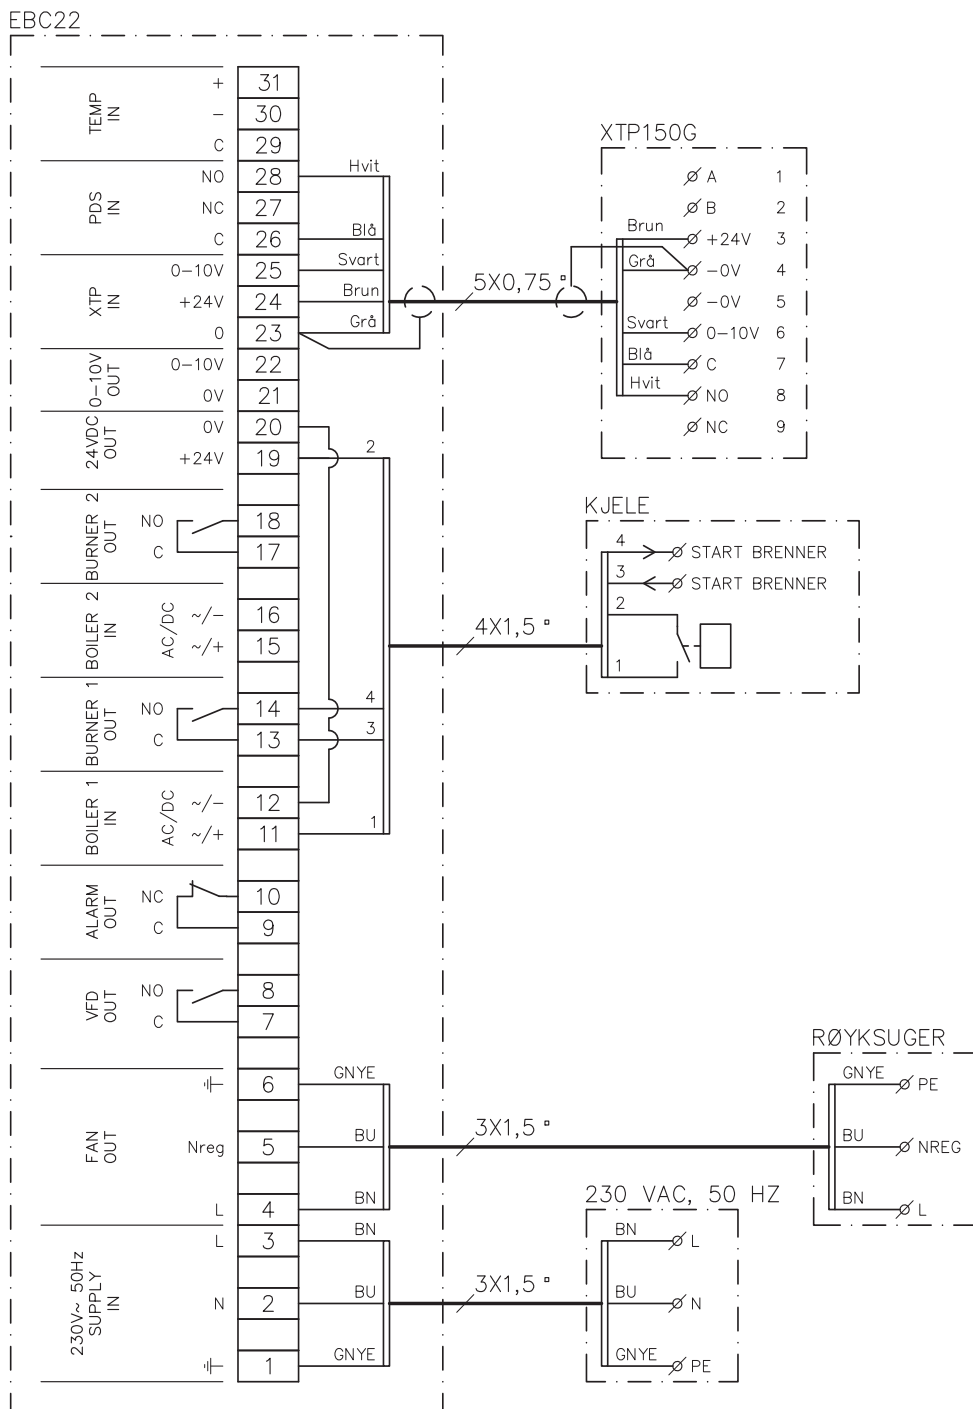 EBC22
TEMP IN
+ 31
- 30
C 29
PDS IN
NO 28 Hvit
NC 27
C 26 Blå
XTP IN
0-10V 25 Svart
+24V 24 Brun
0 23 Grå
0-10V OUT
0-10V 22
0V 21
24VDC OUT
0V 20
+24V 19 2
BURNER 2 OUT
NO 18
C 17
BOILER 2 IN
AC/DC
~/- 16
~/+ 15
BURNER 1 OUT
NO 14 4
C 13 3
BOILER 1 IN
AC/DC
~/- 12
~/+ 11 1
ALARM OUT
NC 10
C 9
VFD OUT
NO 8
C 7
FAN OUT
6 GNYE
Nreg 5 BU
L 4 BN
230V~ 50Hz SUPPLY IN
L 3 BN
N 2 BU
1 GNYE
5X0,75 ▫
XTP150G
A 1
B 2
Brun +24V 3
Grå -0V 4
-0V 5
Svart 0-10V 6
Blå C 7
Hvit NO 8
NC 9
4X1,5 ▫
KJELE
4 START BRENNER
3 START BRENNER
2
1
3X1,5 ▫
RØYKSUGER
GNYE PE
BU NREG
BN L
3X1,5 ▫
230 VAC, 50 HZ
BN L
BU N
GNYE PE